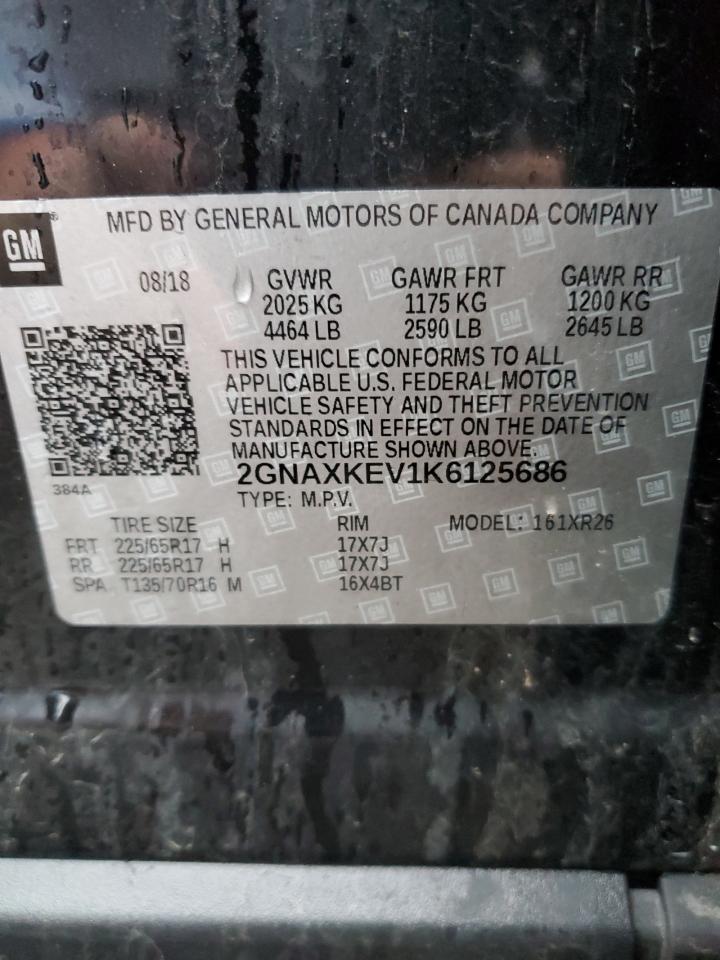 MFD BY GENERAL MOTORS OF CANADA COMPANY
GM ®
08/18 GVWR GAWR FRT GAWR RR
2025 KG 1175 KG 1200 KG
4464 LB 2590 LB 2645 LB
THIS VEHICLE CONFORMS TO ALL
APPLICABLE U.S. FEDERAL MOTOR
VEHICLE SAFETY AND THEFT PREVENTION
STANDARDS IN EFFECT ON THE DATE OF
MANUFACTURE SHOWN ABOVE.
2GNAXKEV1K6125686
384A
TYPE: M.P.V.
TIRE SIZE RIM MODEL: 161XR26
FRT 225/65R17 H 17X7J
RR 225/65R17 H 17X7J
SPA T135/70R16 M 16X4BT